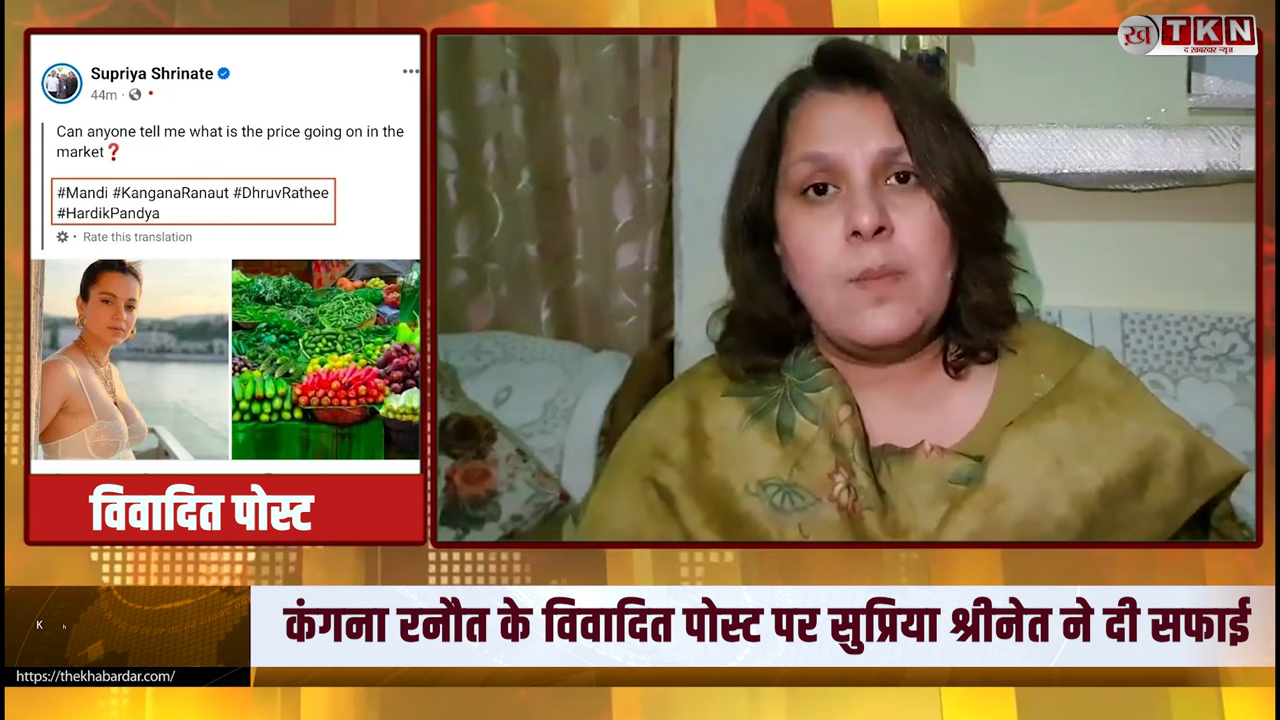 ख़ TKN
द ख़बरदार न्यूज़
Supriya Shrinate
44m ·
Can anyone tell me what is the price going on in the
market❓
#Mandi #KanganaRanaut #DhruvRathee
#HardikPandya
· Rate this translation
विवादित पोस्ट
कंगना रनौत के विवादित पोस्ट पर सुप्रिया श्रीनेत ने दी सफाई
K h
https://thekhabardar.com/